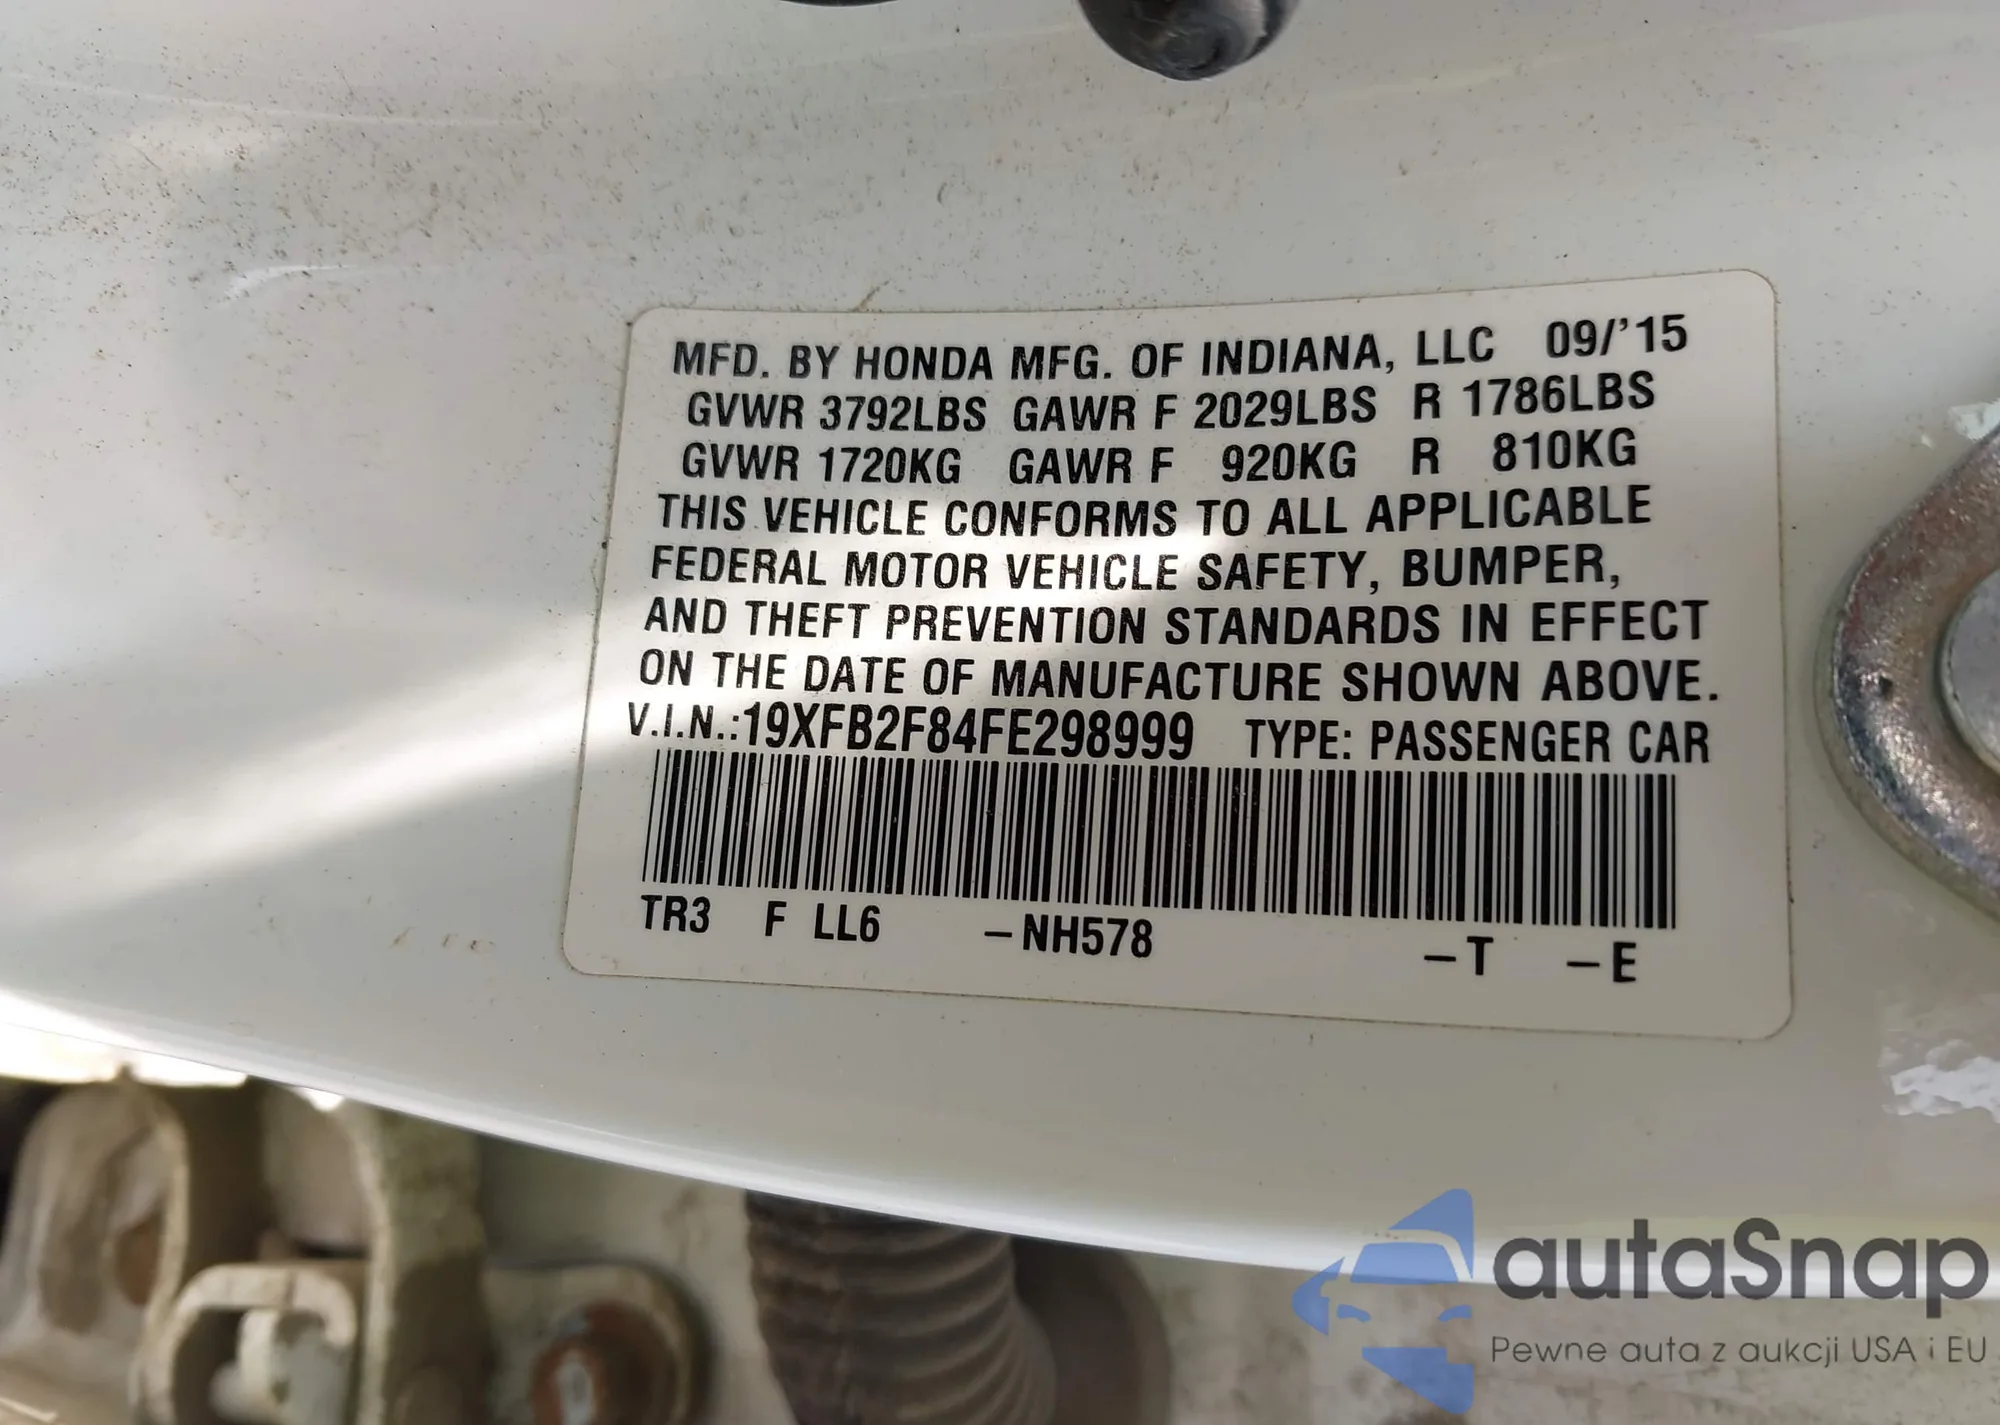 MFD. BY HONDA MFG. OF INDIANA, LLC 09/'15
GVWR 3792LBS GAWR F 2029LBS R 1786LBS
GVWR 1720KG GAWR F 920KG R 810KG
THIS VEHICLE CONFORMS TO ALL APPLICABLE
FEDERAL MOTOR VEHICLE SAFETY, BUMPER,
AND THEFT PREVENTION STANDARDS IN EFFECT
ON THE DATE OF MANUFACTURE SHOWN ABOVE.
V.I.N.:19XFB2F84FE298999 TYPE: PASSENGER CAR
TR3 F LL6 –NH578 –T –E
autaSnap
Pewne auta z aukcji USA i EU